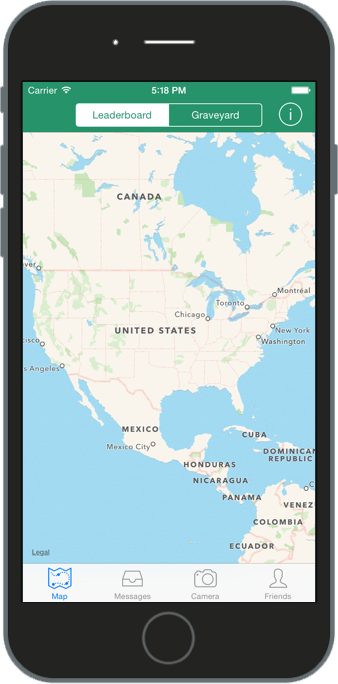 Carrier 5:18 PM
Leaderboard Graveyard
i
CANADA
ver
Montréal
Toronto
Chicago
New York
UNITED STATES
Washington
cisco
s Angeles
MEXICO
CUBA
Mexico City
DOMINICAN
REPUBLIC
HONDURAS
NICARAGUA
PANAMA
C
VENEZ
COLOMBIA
ECUADOR
Legal
Map Messages Camera Friends